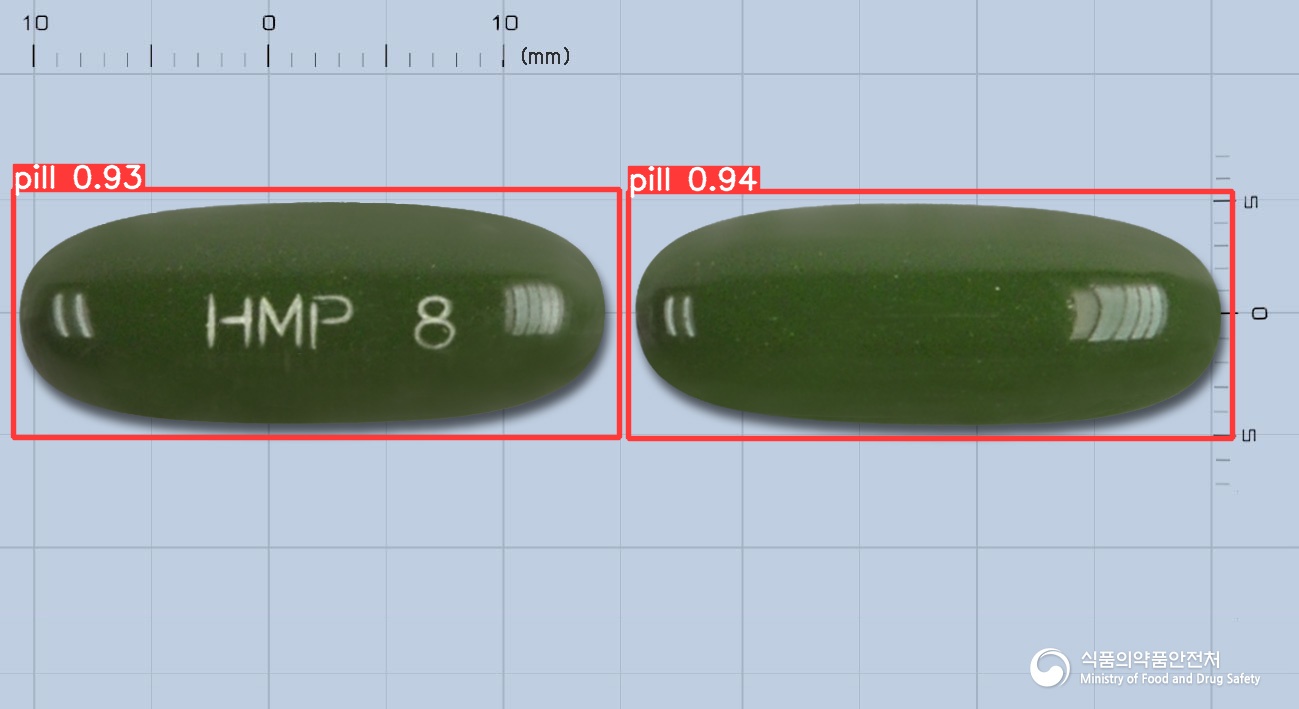 10 0 10
(mm)
pill 0.93
pill 0.94
HMP 8
5
0
5
식품의약품안전처
Ministry of Food and Drug Safety